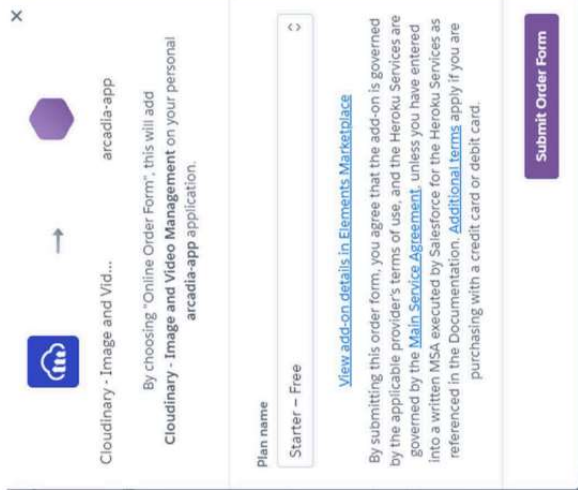 Cloudinary - Image and Vid...
arcadia-app
By choosing "Online Order Form", this will add
Cloudinary - Image and Video Management on your personal
arcadia-app application.
Plan name
Starter – Free
View add-on details in Elements Marketplace
By submitting this order form, you agree that the add-on is governed
by the applicable provider's terms of use, and the Heroku Services are
governed by the Main Service Agreement, unless you have entered
into a written MSA executed by Salesforce for the Heroku Services as
referenced in the Documentation. Additional terms apply if you are
purchasing with a credit card or debit card.
Submit Order Form